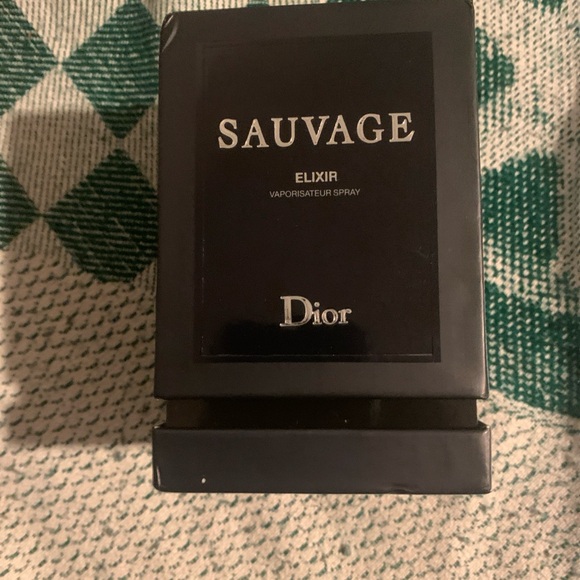 SAUVAGE
ELIXIR
VAPORISATEUR SPRAY
Dior